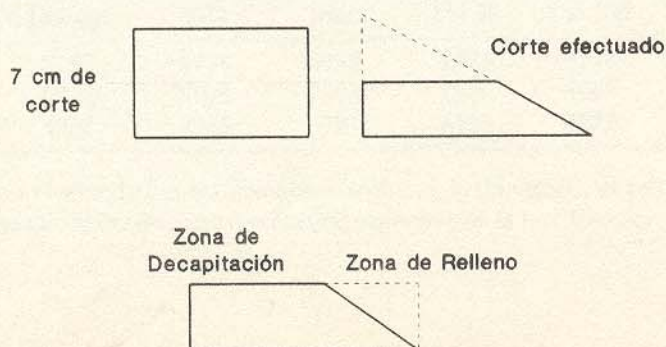 7 cm de
corte
Corte efectuado
Zona de
Decapitación
Zona de Relleno